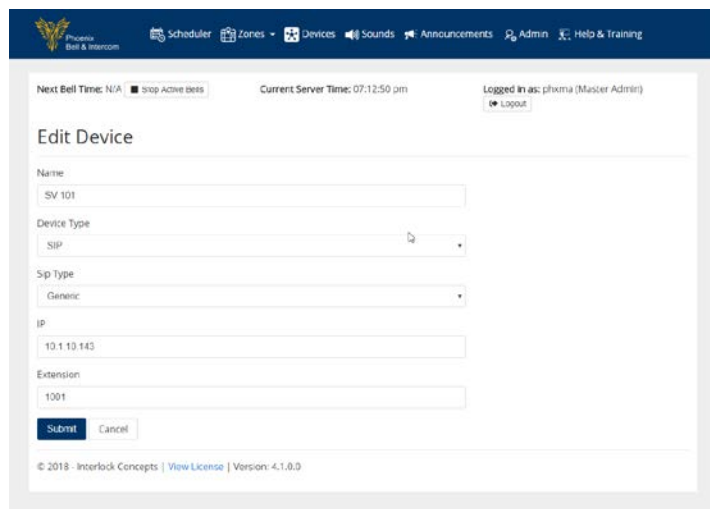 Phoenix
Bell & Intercom
Scheduler Zones Devices Sounds Announcements Admin Help & Training
Next Bell Time: N/A Stop Active Bells Current Server Time: 07:12:50 pm Logged in as: phxma (Master Admin)
Logout
Edit Device
Name
SV 101
Device Type
SIP
Sip Type
Generic
IP
10.1.10.143
Extension
1001
Submit Cancel
© 2018 - Interlock Concepts | View License | Version: 4.1.0.0